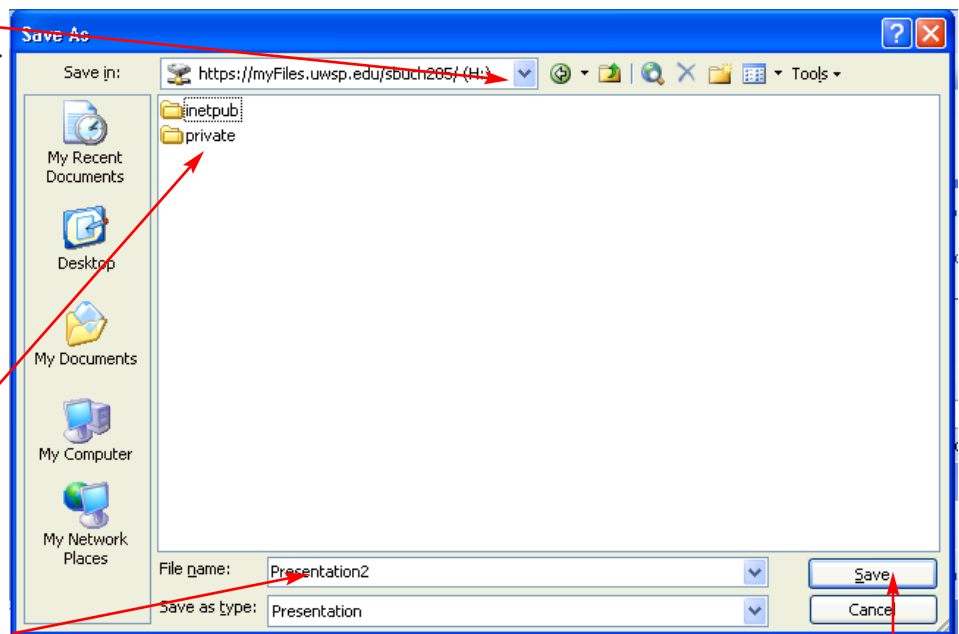 Save As
Save in:
https://myFiles.uwsp.edu/sbuch205/ (H:)
Tools
inetpub
private
My Recent
Documents
Desktop
My Documents
My Computer
My Network
Places
File name:
Presentation2
Save
Save as type:
Presentation
Cancel